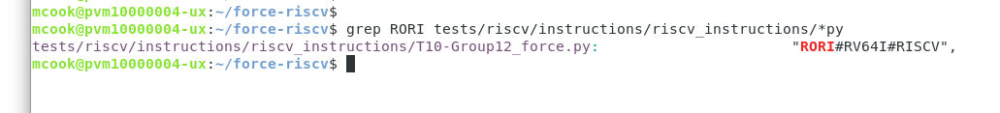 mcook@pvm10000004-ux:~/force-riscv$
mcook@pvm10000004-ux:~/force-riscv$ grep RORI tests/riscv/instructions/riscv_instructions/*py
tests/riscv/instructions/riscv_instructions/T10-Group12_force.py:                      "RORI#RV64I#RISCV",
mcook@pvm10000004-ux:~/force-riscv$